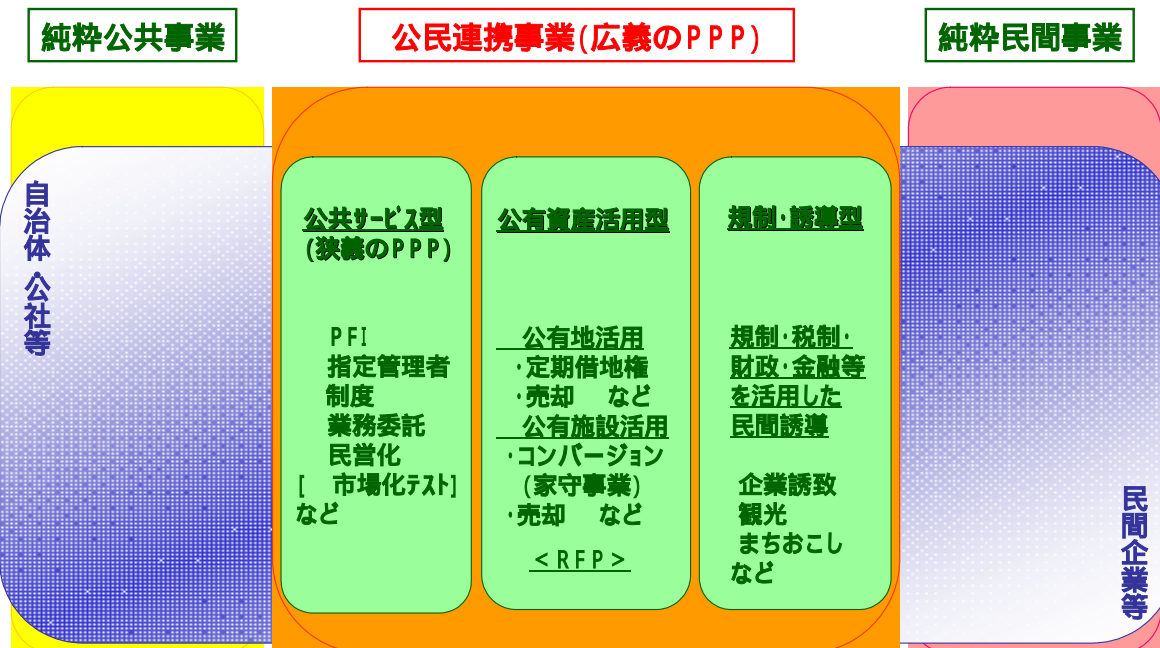 純粋公共事業
公民連携事業(広義のPPP)
純粋民間事業
自治体・公社等
公共ｻｰﾋﾞｽ型
(狭義のPPP)
PFI
指定管理者
制度
業務委託
民営化
[ 市場化ﾃｽﾄ]
など
公有資産活用型
公有地活用
・定期借地権
・売却 など
公有施設活用
・コンバージョン
(家守事業)
・売却 など
＜RFP＞
規制・誘導型
規制・税制・
財政・金融等
を活用した
民間誘導
企業誘致
観光
まちおこし
など
民間企業等